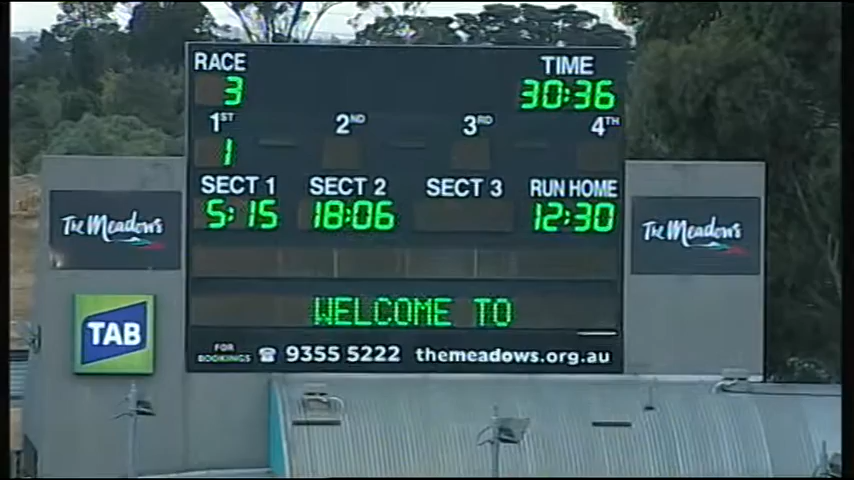 RACE TIME
3 30:36
1ST 2ND 3RD 4TH
1
SECT 1 SECT 2 SECT 3 RUN HOME
5:15 18:06 12:30
The Meadows
The Meadows
WELCOME TO
TAB
FOR BOOKINGS 9355 5222 themeadows.org.au